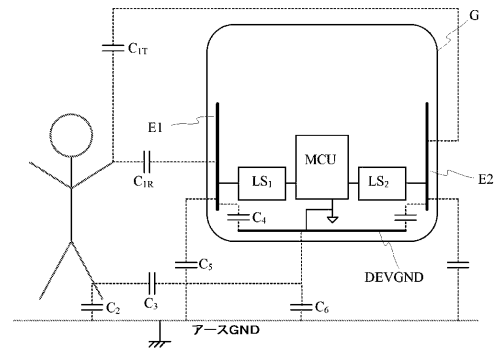 G
C1T
E1
MCU
LS1
LS2
C1R
E2
C4
C5
DEVGND
C2
C3
C6
アースGND